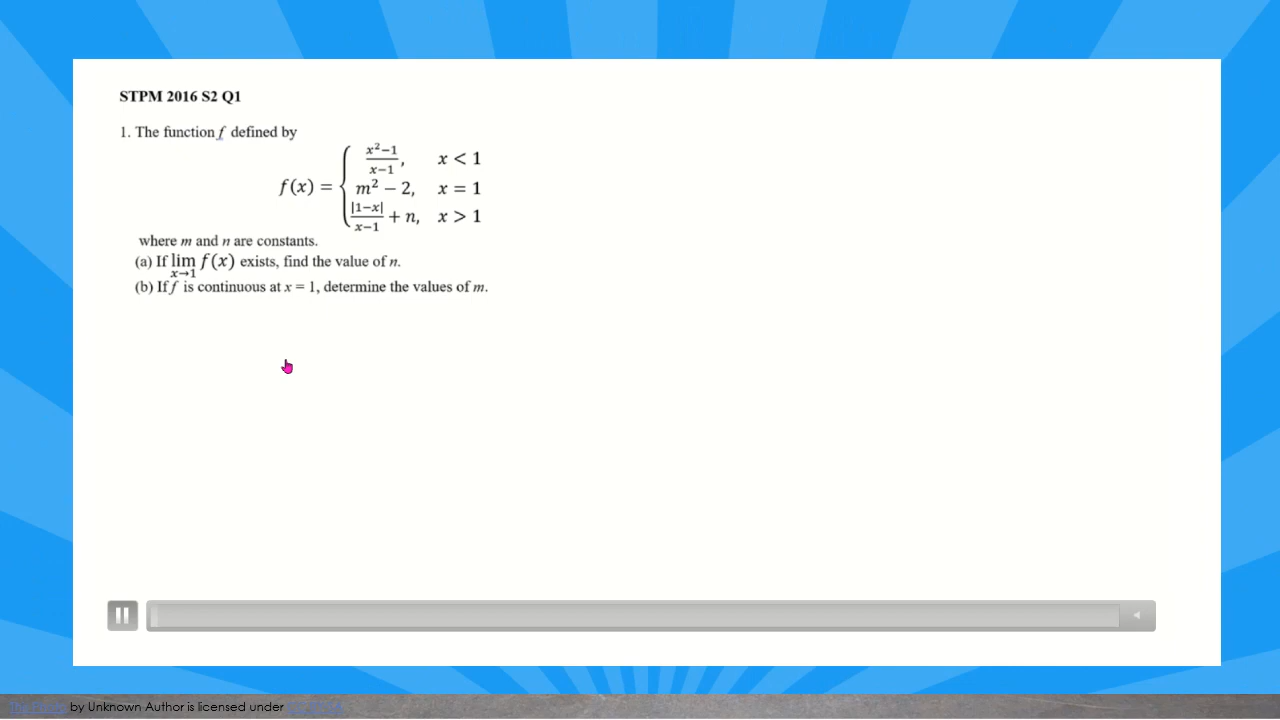 STPM 2016 S2 Q1
1. The function f defined by
f(x) = { x²−1 / x−1, x < 1
m² − 2, x = 1
|1−x| / x−1 + n, x > 1
where m and n are constants.
(a) If lim x→1 f(x) exists, find the value of n.
(b) If f is continuous at x = 1, determine the values of m.
by Unknown Author is licensed under